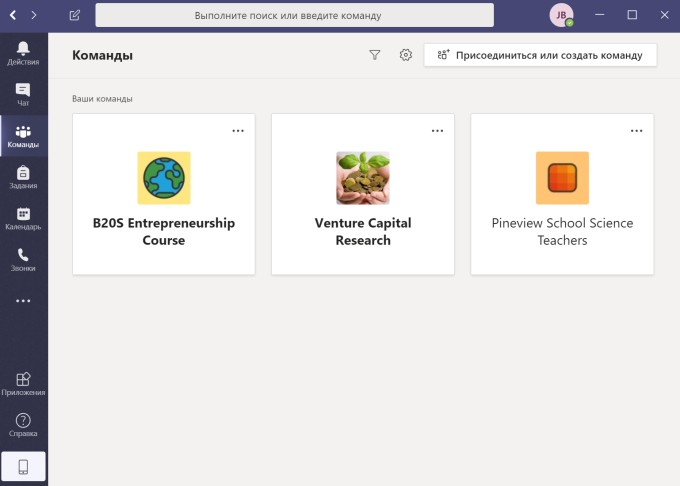 Выполните поиск или введите команду
JB
Действия
Чат
Команды
Задания
Календарь
Звонки
Приложения
Справка
Команды
Присоединиться или создать команду
Ваши команды
B20S Entrepreneurship
Course
Venture Capital
Research
Pineview School Science
Teachers